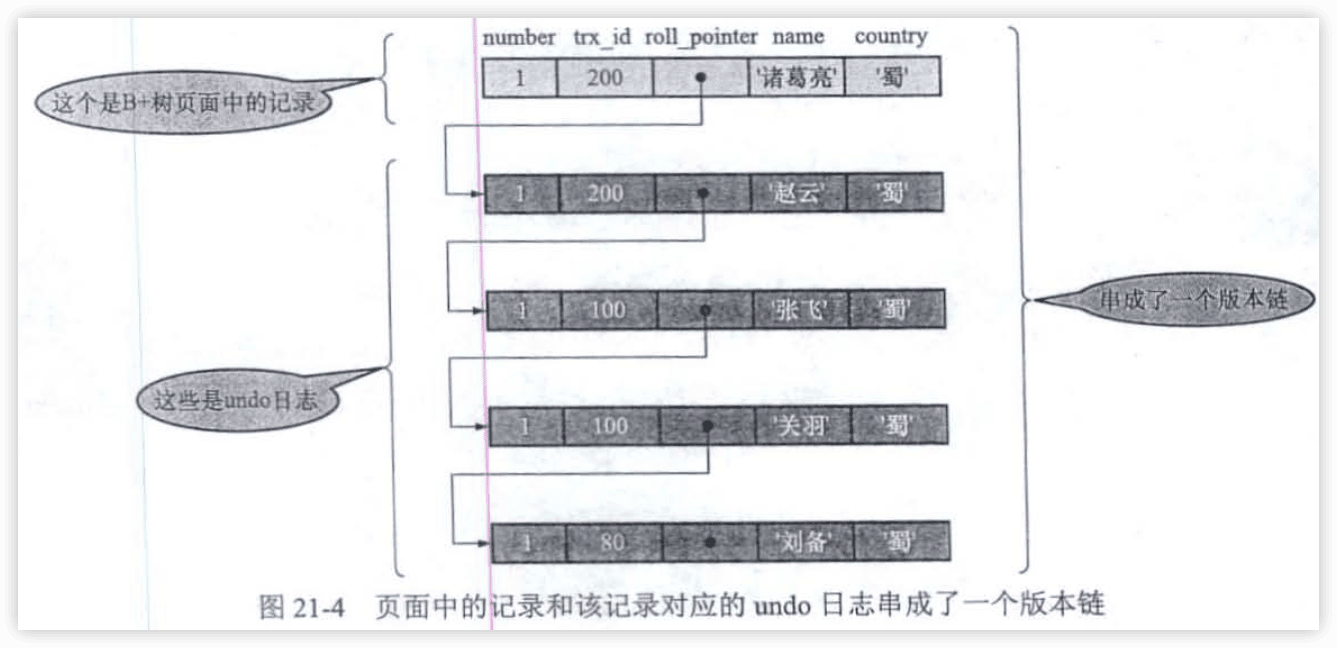 number trx_id roll_pointer name country
1 200 '诸葛亮' '蜀'
这个是B+树页面中的记录
1 200 '赵云' '蜀'
1 100 '张飞' '蜀'
串成了一个版本链
这些是undo日志
1 100 '关羽' '蜀'
1 80 '刘备' '蜀'
图 21-4 页面中的记录和该记录对应的 undo 日志串成了一个版本链